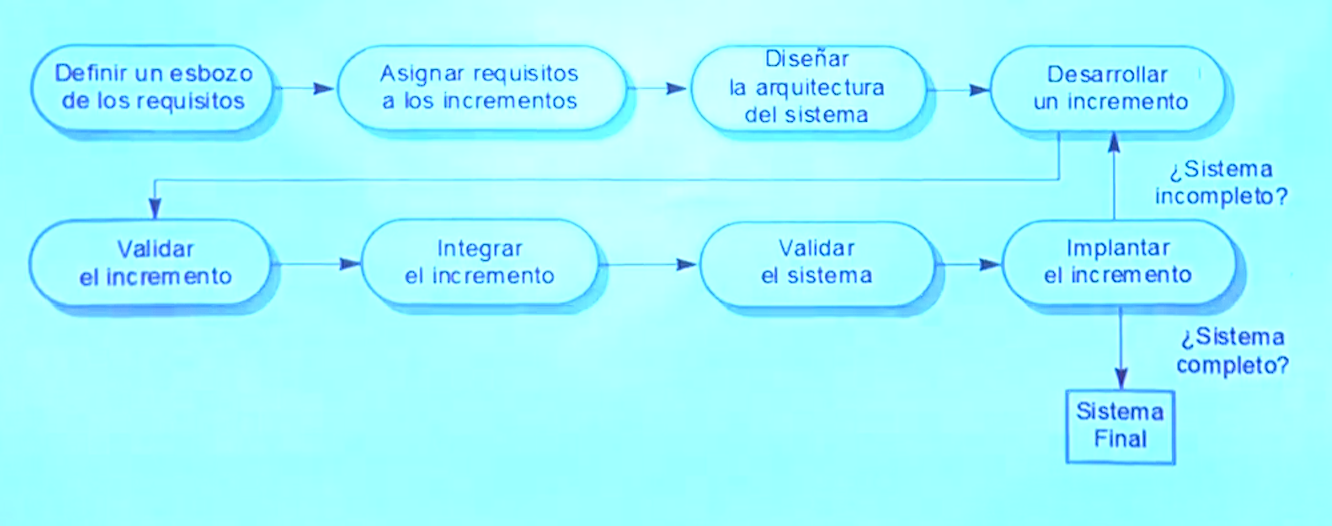 Definir un esbozo
de los requisitos
Asignar requisitos
a los incrementos
Diseñar
la arquitectura
del sistema
Desarrollar
un incremento
¿Sistema
incompleto?
Validar
el incremento
Integrar
el incremento
Validar
el sistema
Implantar
el incremento
¿Sistema
completo?
Sistema
Final